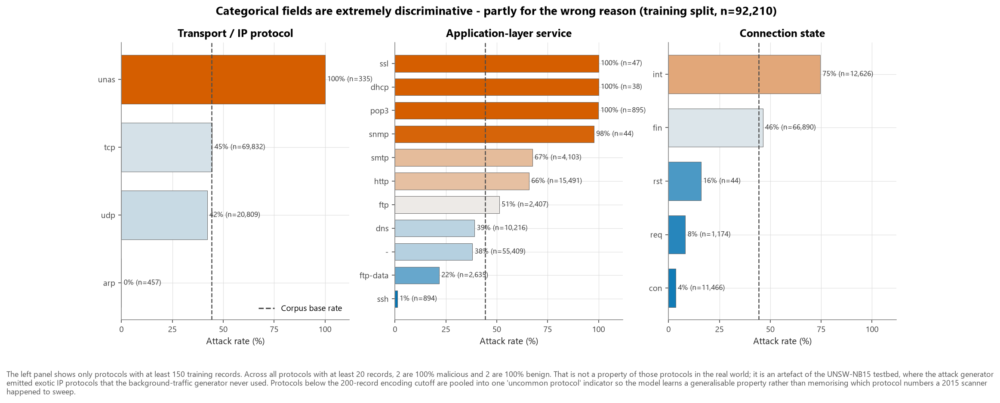 Categorical fields are extremely discriminative - partly for the wrong reason (training split, n=92,210)
Transport / IP protocol
unas
100% (n=335)
tcp
45% (n=69,832)
udp
42% (n=20,809)
arp
0% (n=457)
Corpus base rate
0 25 50 75 100
Attack rate (%)
Application-layer service
ssl
100% (n=47)
dhcp
100% (n=38)
pop3
100% (n=895)
snmp
98% (n=44)
smtp
67% (n=4,103)
http
66% (n=15,491)
ftp
51% (n=2,407)
dns
39% (n=10,216)
-
38% (n=55,409)
ftp-data
22% (n=2,635)
ssh
1% (n=894)
0 25 50 75 100
Attack rate (%)
Connection state
int
75% (n=12,626)
fin
46% (n=66,890)
rst
16% (n=44)
req
8% (n=1,174)
con
4% (n=11,466)
0 25 50 75 100
Attack rate (%)
The left panel shows only protocols with at least 150 training records. Across all protocols with at least 20 records, 2 are 100% malicious and 2 are 100% benign. That is not a property of those protocols in the real world; it is an artefact of the UNSW-NB15 testbed, where the attack generator
emitted exotic IP protocols that the background-traffic generator never used. Protocols below the 200-record encoding cutoff are pooled into one 'uncommon protocol' indicator so the model learns a generalisable property rather than memorising which protocol numbers a 2015 scanner
happened to sweep.